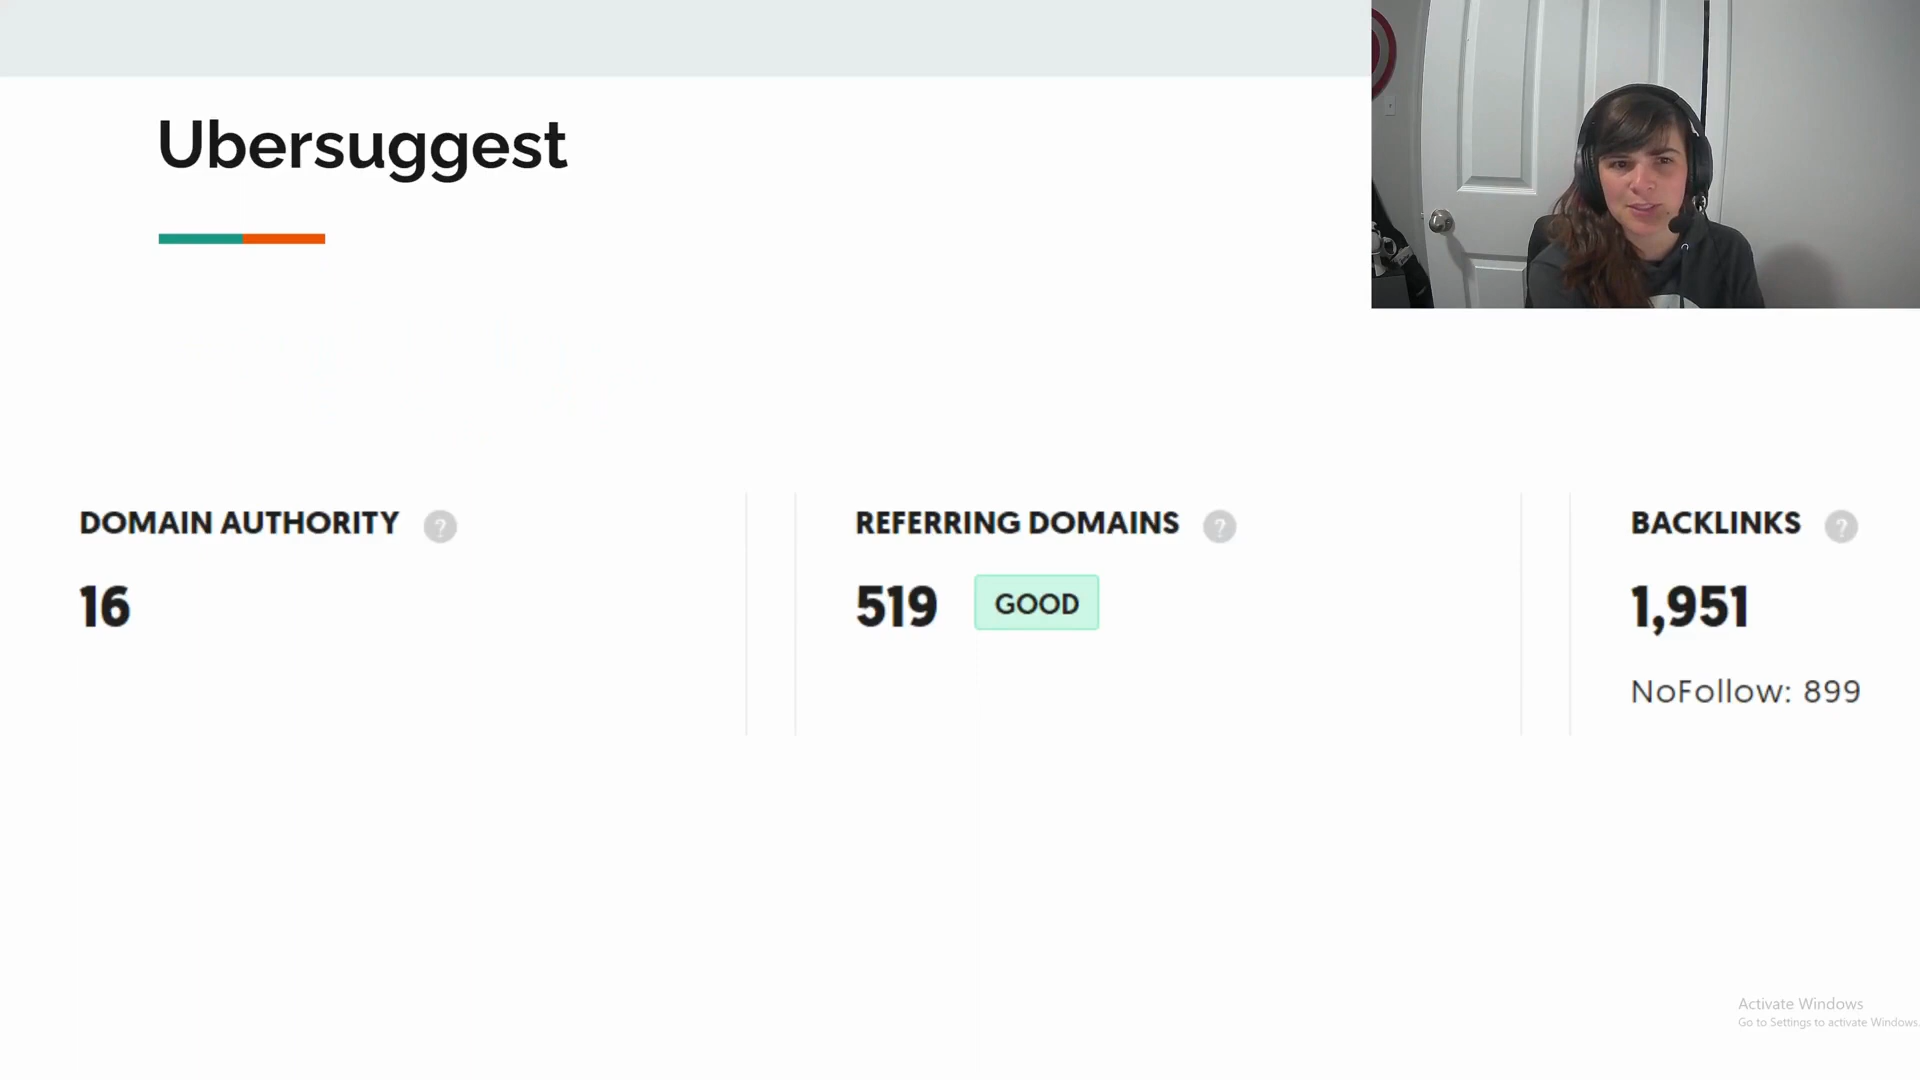 Ubersuggest
DOMAIN AUTHORITY ?
16
REFERRING DOMAINS ?
519 GOOD
BACKLINKS ?
1,951
NoFollow: 899
Activate Windows
Go to Settings to activate Windows.